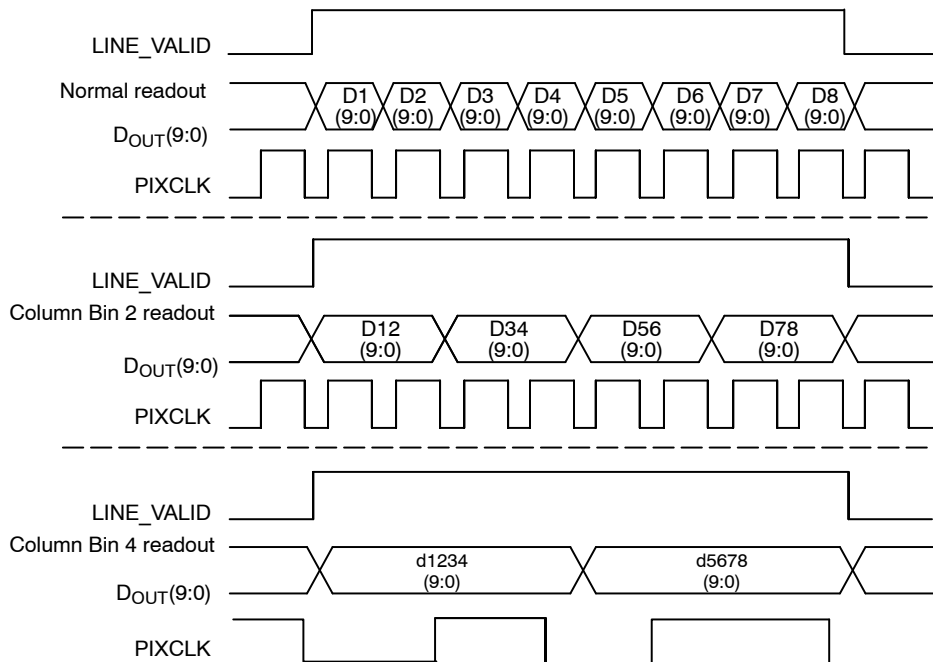 LINE_VALID
Normal readout
D1 D2 D3 D4 D5 D6 D7 D8
(9:0) (9:0) (9:0) (9:0) (9:0) (9:0) (9:0) (9:0)
DOUT(9:0)
PIXCLK
LINE_VALID
Column Bin 2 readout
D12 D34 D56 D78
(9:0) (9:0) (9:0) (9:0)
DOUT(9:0)
PIXCLK
LINE_VALID
Column Bin 4 readout
d1234 d5678
(9:0) (9:0)
DOUT(9:0)
PIXCLK